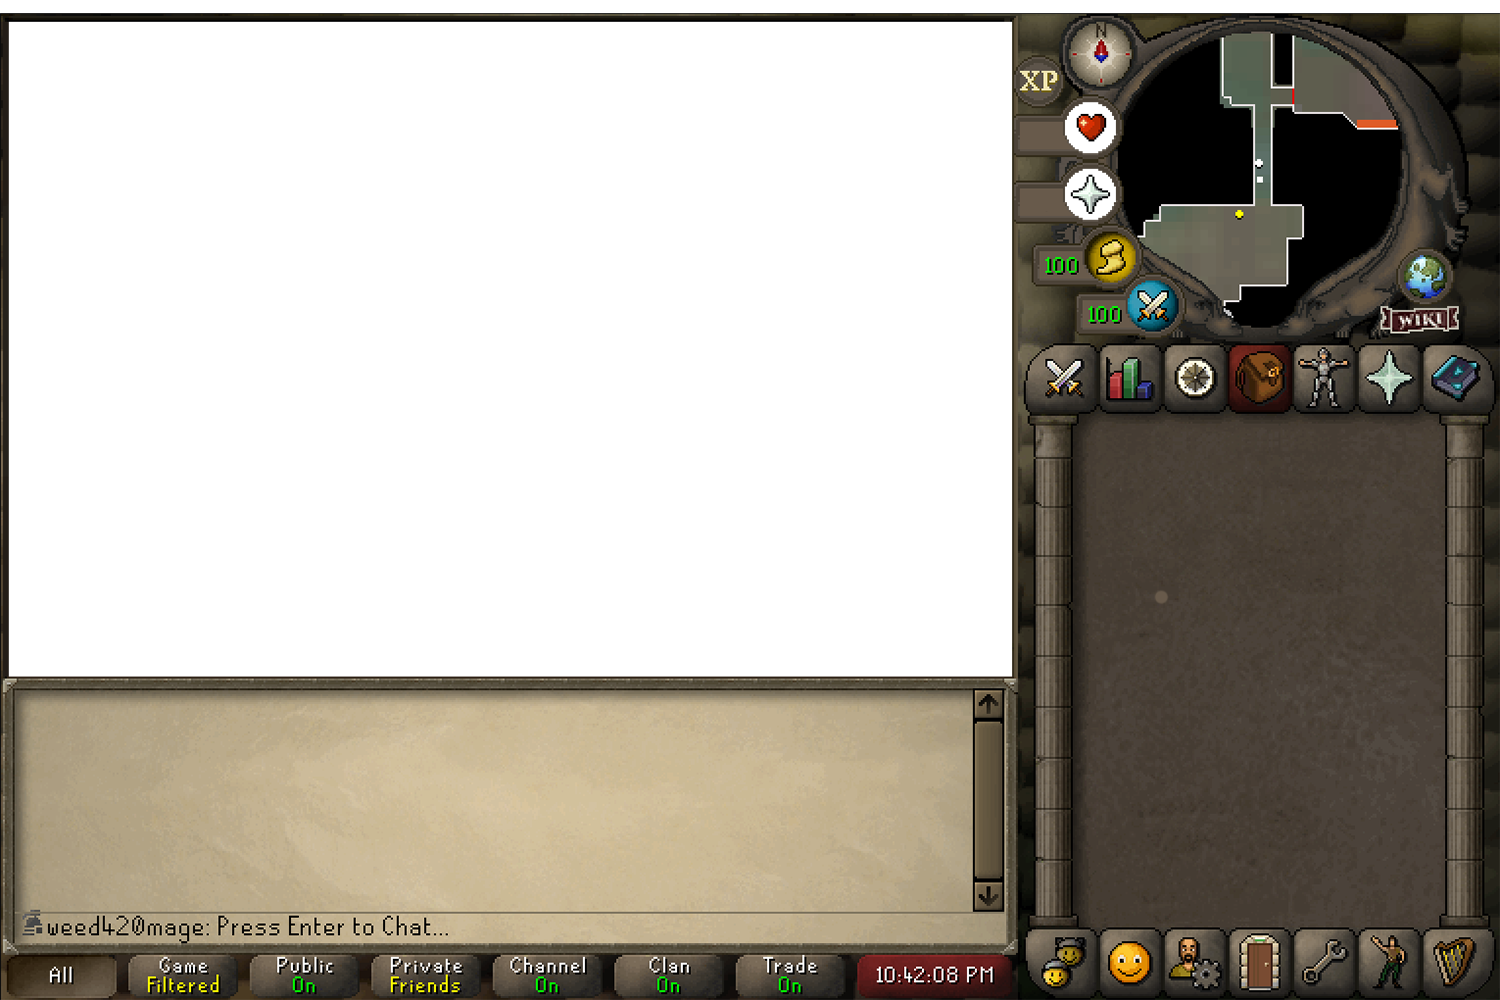 N
XP
100
100
WIKI
weed420mage: Press Enter to Chat...
All
Game
Filtered
Public
On
Private
Friends
Channel
On
Clan
On
Trade
On
10:42:08 PM